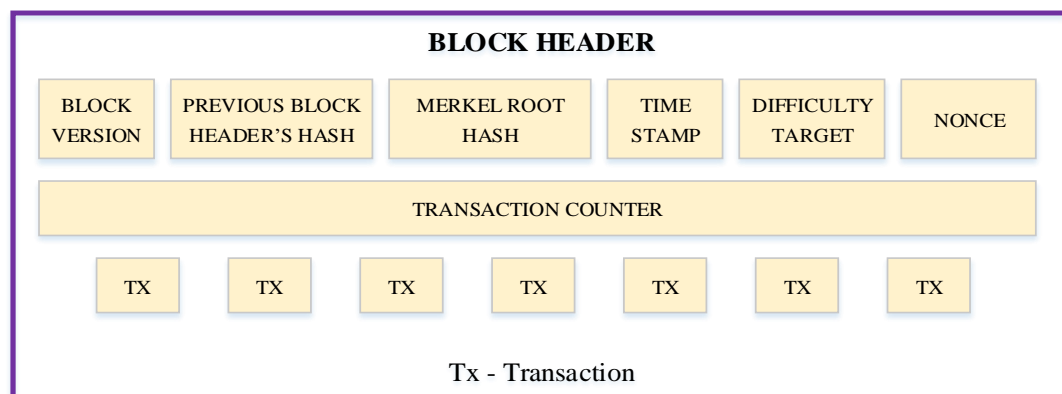 BLOCK HEADER
BLOCK VERSION
PREVIOUS BLOCK HEADER'S HASH
MERKEL ROOT HASH
TIME STAMP
DIFFICULTY TARGET
NONCE
TRANSACTION COUNTER
TX TX TX TX TX TX TX
Tx - Transaction